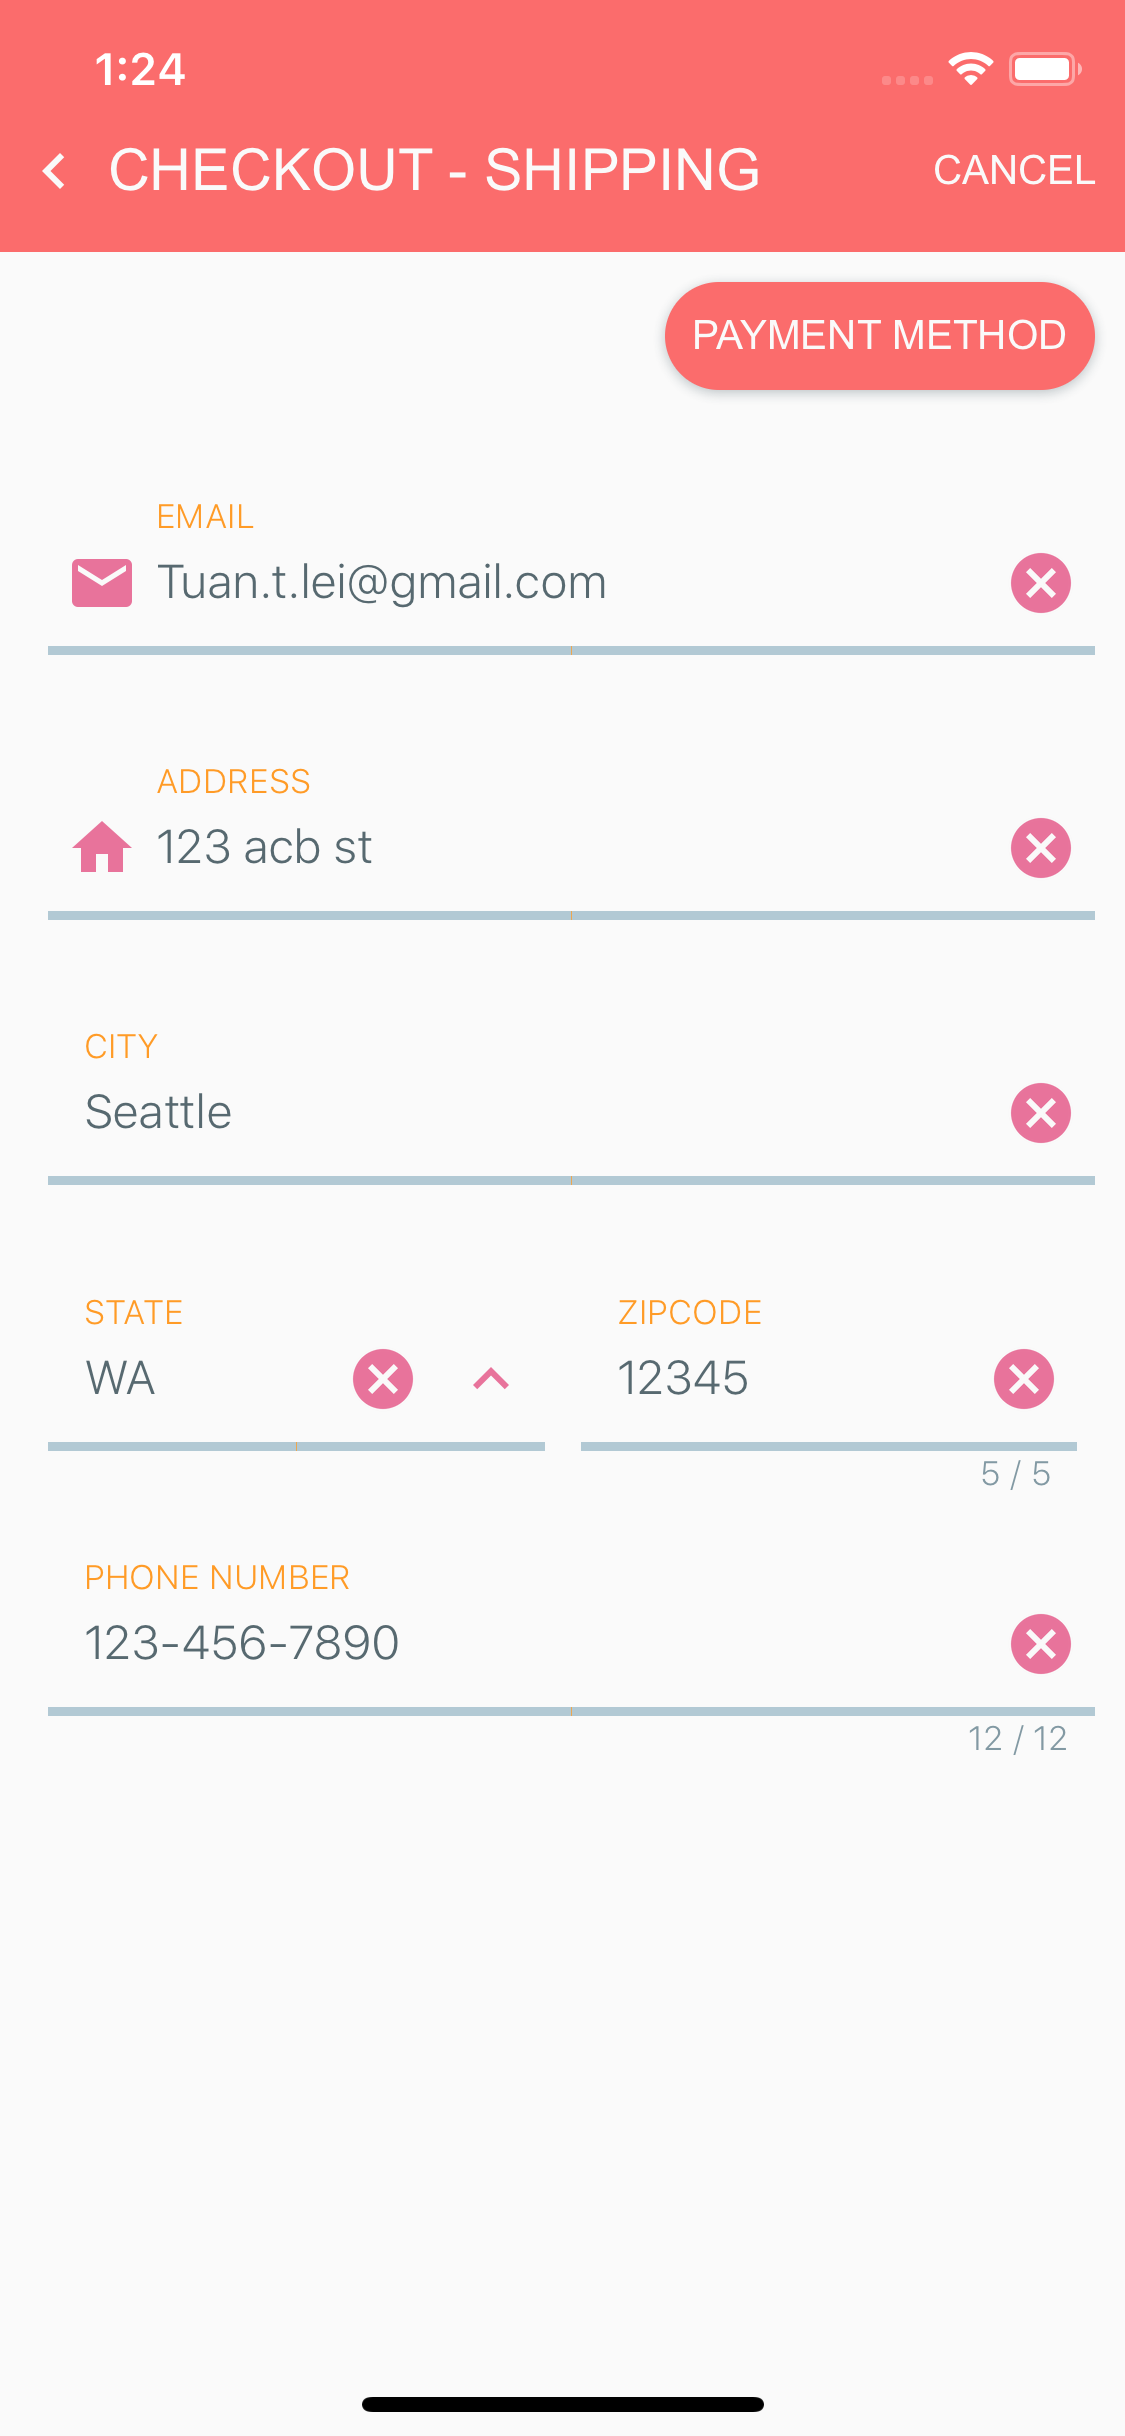 1:24
CHECKOUT - SHIPPING
CANCEL
PAYMENT METHOD
EMAIL
Tuan.t.lei@gmail.com
ADDRESS
123 acb st
CITY
Seattle
STATE
WA
ZIPCODE
12345
5 / 5
PHONE NUMBER
123-456-7890
12 / 12